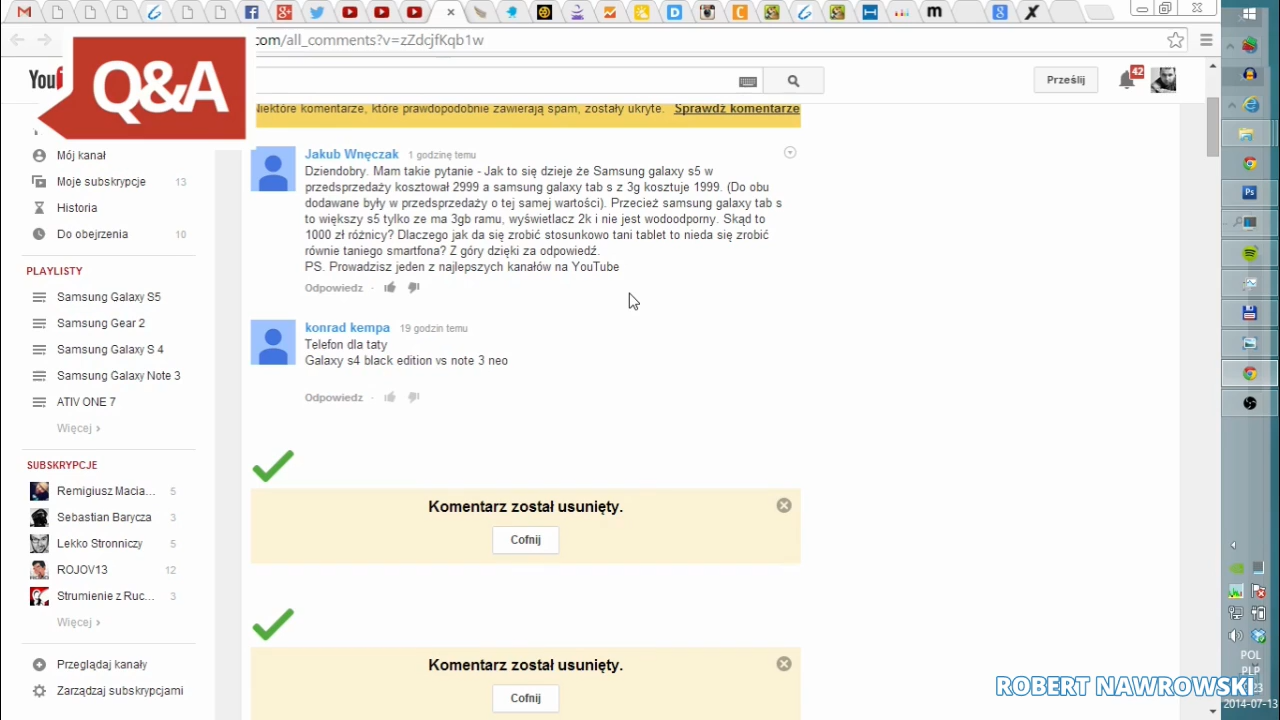 com/all_comments?v=zZdcjfKqb1w
You
Q&A
Prześlij
42
Niektóre komentarze, które prawdopodobnie zawierają spam, zostały ukryte. Sprawdź komentarze
Mój kanał
Moje subskrypcje 13
Historia
Do obejrzenia 10
PLAYLISTY
Samsung Galaxy S5
Samsung Gear 2
Samsung Galaxy S 4
Samsung Galaxy Note 3
ATIV ONE 7
Więcej ›
SUBSKRYPCJE
Remigiusz Macia... 5
Sebastian Barycza 3
Lekko Stronniczy 5
ROJOV13 12
Strumienie z Ruc... 3
Więcej ›
Przeglądaj kanały
Zarządzaj subskrypcjami
Jakub Wnęczak 1 godzinę temu
Dziendobry. Mam takie pytanie - Jak to się dzieje że Samsung galaxy s5 w
przedsprzedaży kosztował 2999 a samsung galaxy tab s z 3g kosztuje 1999. (Do obu
dodawane były w przedsprzedaży o tej samej wartości). Przecież samsung galaxy tab s
to większy s5 tylko ze ma 3gb ramu, wyświetlacz 2k i nie jest wodoodporny. Skąd to
1000 zł różnicy? Dlaczego jak da się zrobić stosunkowo tani tablet to nieda się zrobić
równie taniego smartfona? Z góry dzięki za odpowiedź.
PS. Prowadzisz jeden z najlepszych kanałów na YouTube
Odpowiedz ·
konrad kempa 19 godzin temu
Telefon dla taty
Galaxy s4 black edition vs note 3 neo
Odpowiedz ·
Komentarz został usunięty.
Cofnij
Komentarz został usunięty.
Cofnij
POL
PLP
23
2014-07-13
ROBERT NAWROWSKI